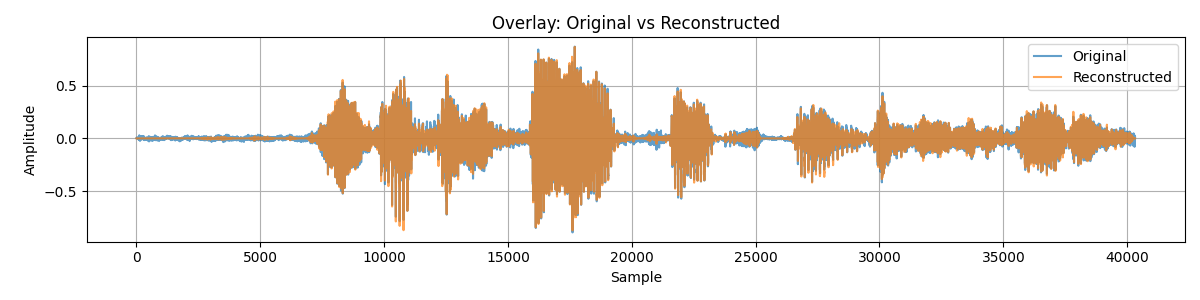 Overlay: Original vs Reconstructed
Original
Reconstructed
Amplitude
0.5
0.0
−0.5
0 5000 10000 15000 20000 25000 30000 35000 40000
Sample